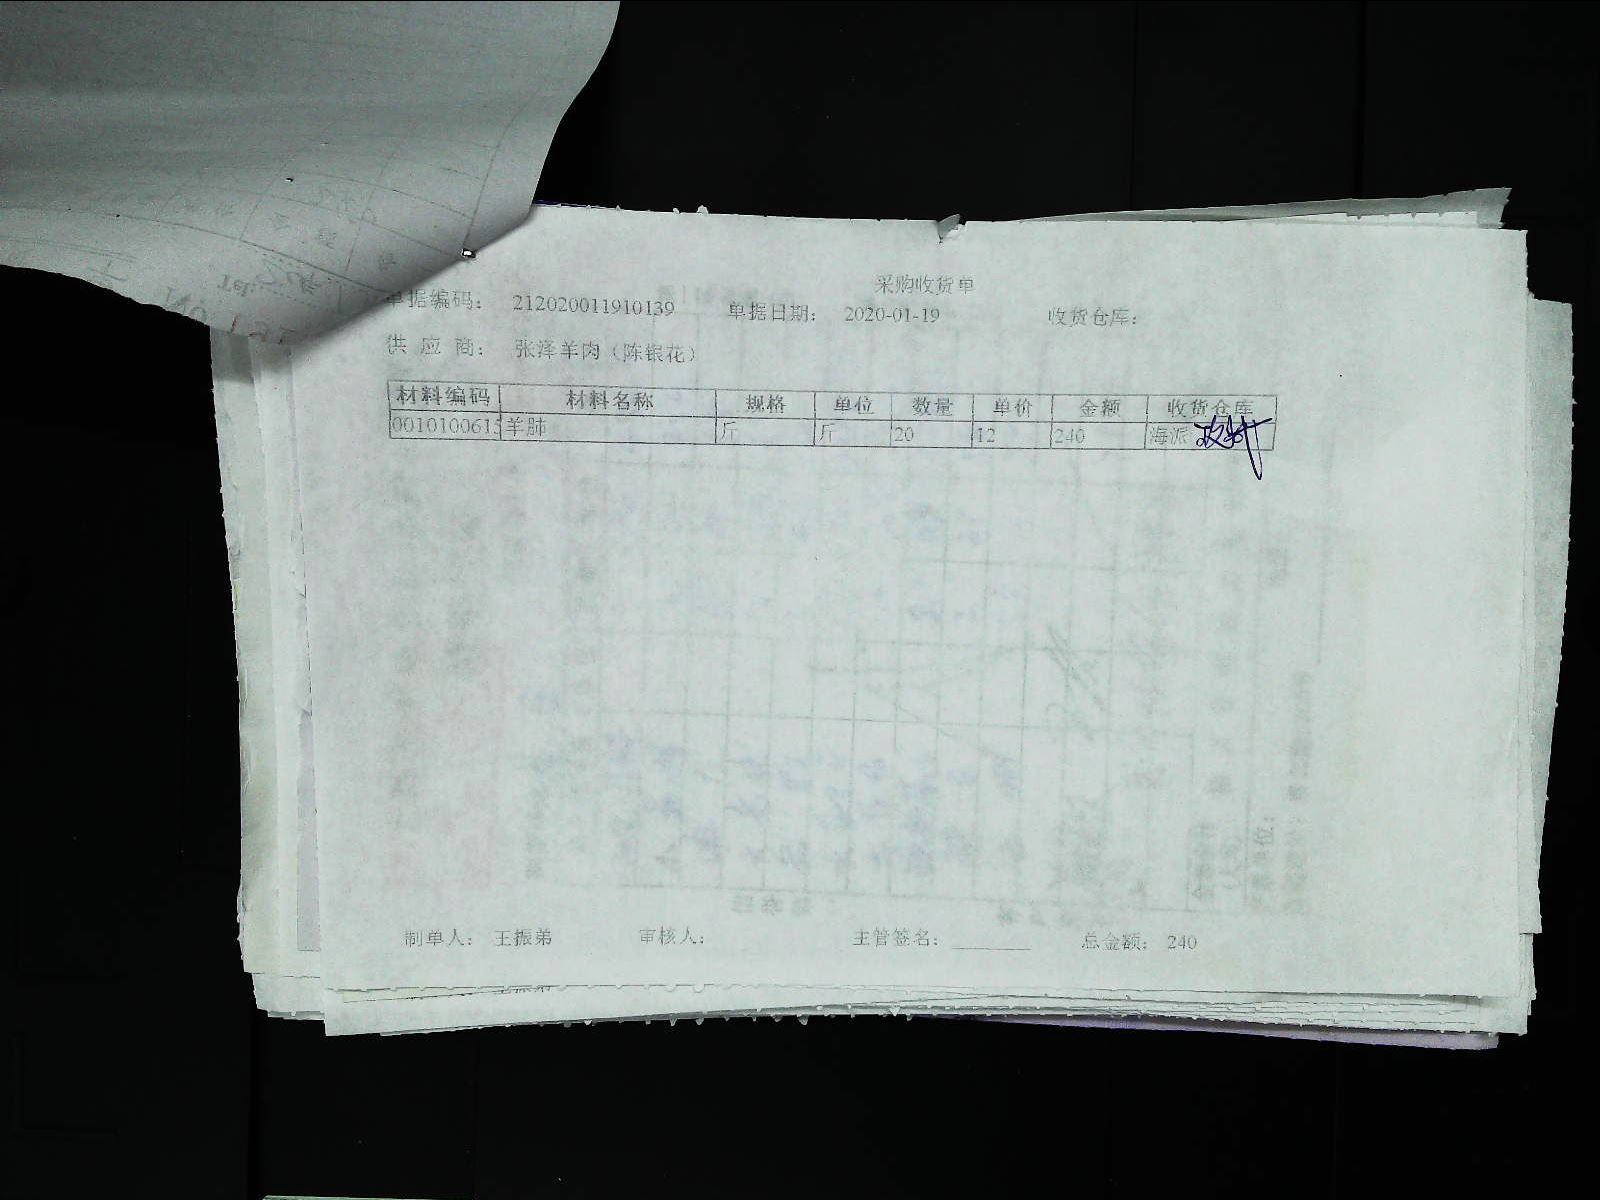 采购收货单
单据编码： 212020011910139 单据日期： 2020-01-19 收货仓库：
供 应 商： 张泽羊肉（陈银花）
材料编码 材料名称 规格 单位 数量 单价 金额 收货仓库
0010100615 羊肺 斤 斤 20 12 240 海派
制单人： 王振弟 审核人： 主管签名： ________ 总金额： 240